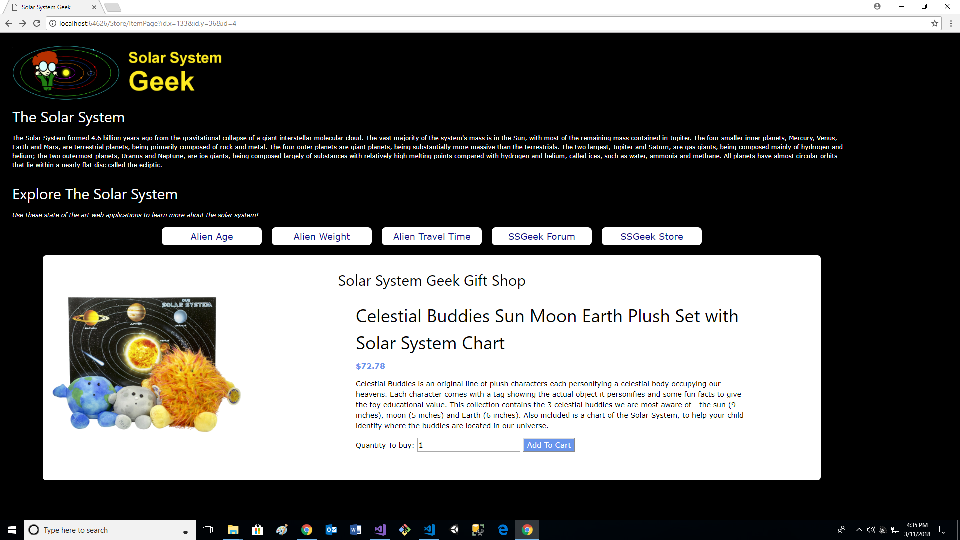 Solar System Geek
localhost:64626/Store/ItemPage?id.x=133&id.y=36&id=4
Solar System
Geek
The Solar System
The Solar System formed 4.6 billion years ago from the gravitational collapse of a giant interstellar molecular cloud. The vast majority of the system's mass is in the Sun, with most of the remaining mass contained in Jupiter. The four smaller inner planets, Mercury, Venus,
Earth and Mars, are terrestrial planets, being primarily composed of rock and metal. The four outer planets are giant planets, being substantially more massive than the terrestrials. The two largest, Jupiter and Saturn, are gas giants, being composed mainly of hydrogen and
helium; the two outermost planets, Uranus and Neptune, are ice giants, being composed largely of substances with relatively high melting points compared with hydrogen and helium, called ices, such as water, ammonia and methane. All planets have almost circular orbits
that lie within a nearly flat disc called the ecliptic.
Explore The Solar System
Use these state of the art web applications to learn more about the solar system!
Alien Age
Alien Weight
Alien Travel Time
SSGeek Forum
SSGeek Store
Solar System Geek Gift Shop
OUR
SOLAR SYSTEM
Celestial Buddies Sun Moon Earth Plush Set with
Solar System Chart
$72.78
Celestial Buddies is an original line of plush characters each personifying a celestial body occupying our
heavens. Each character comes with a tag showing the actual object it personifies and some fun facts to give
the toy educational value. This collection contains the 3 celestial buddies we are most aware of - the sun (9
inches), moon (5 inches) and Earth (6 inches). Also included is a chart of the Solar System, to help your child
identity where the buddies are located in our universe.
Quantity To buy: 1 Add To Cart
Type here to search
4:35 PM
3/11/2018